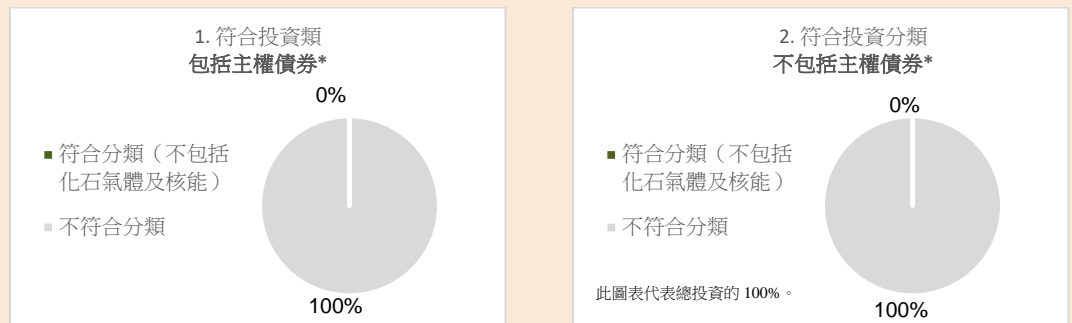 1. 符合投資類
包括主權債券*
0%
符合分類（不包括
化石氣體及核能）
不符合分類
100%
2. 符合投資分類
不包括主權債券*
0%
符合分類（不包括
化石氣體及核能）
不符合分類
此圖表代表總投資的 100%。
100%